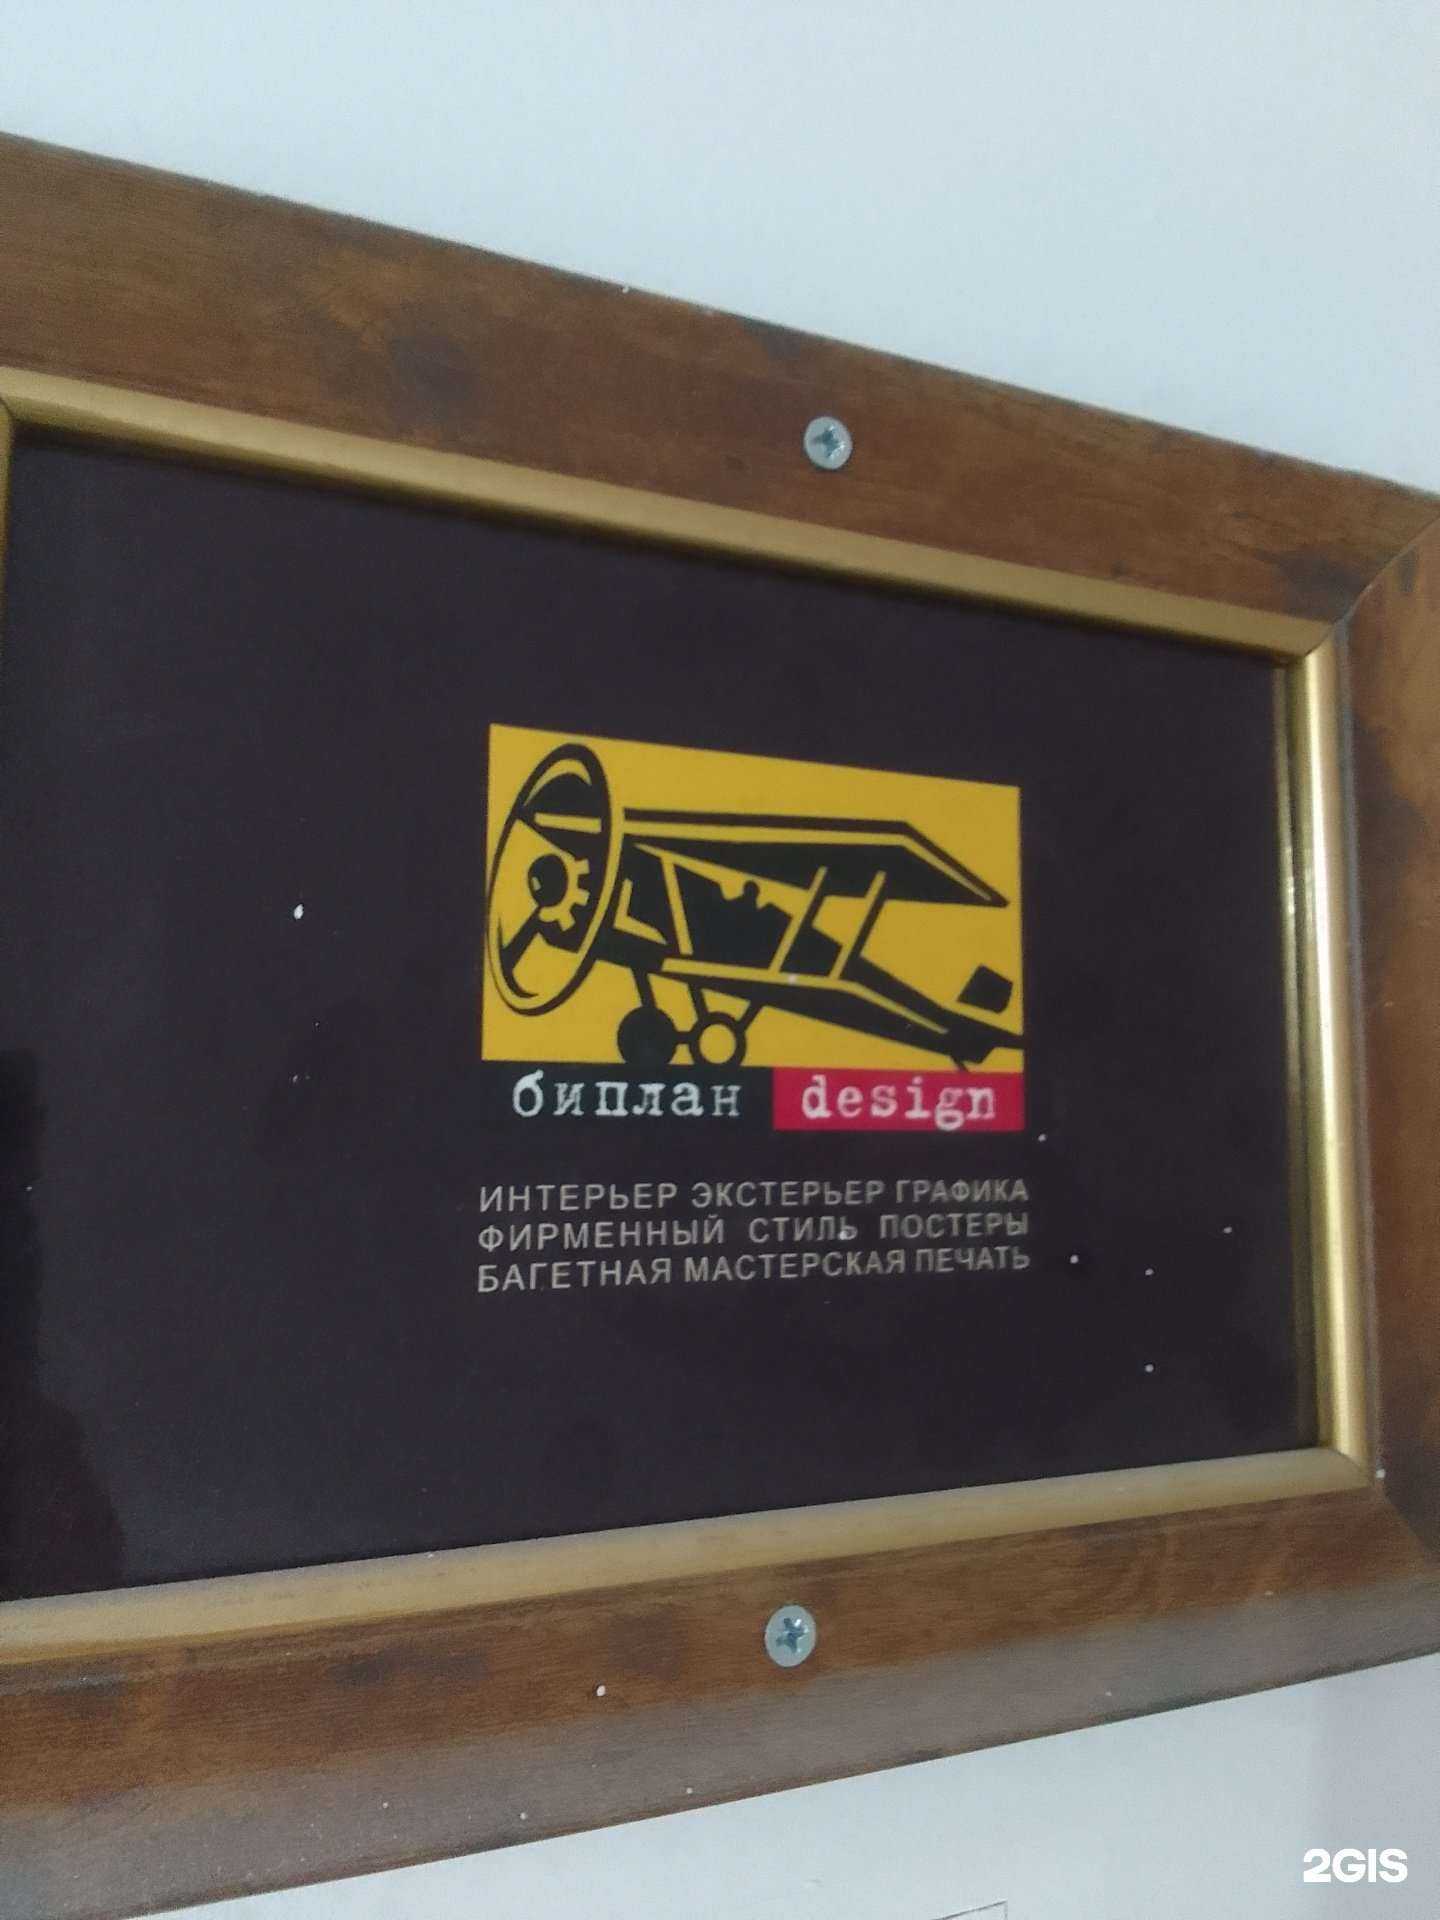 биплан design
ИНТЕРЬЕР ЭКСТЕРЬЕР ГРАФИКА
ФИРМЕННЫЙ СТИЛЬ ПОСТЕРЫ
БАГЕТНАЯ МАСТЕРСКАЯ ПЕЧАТЬ
2GIS